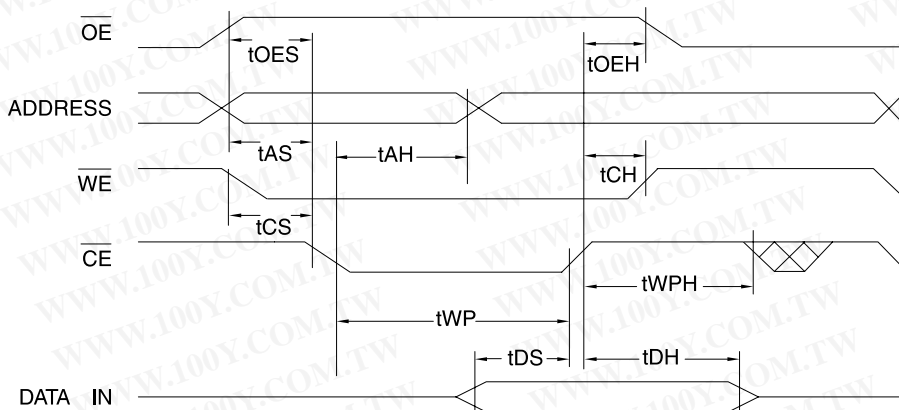 OE
tOES
tOEH
ADDRESS
tAS
tAH
WE
tCH
tCS
CE
tWPH
tWP
tDS
tDH
DATA IN
WWW.100Y.COM.TW